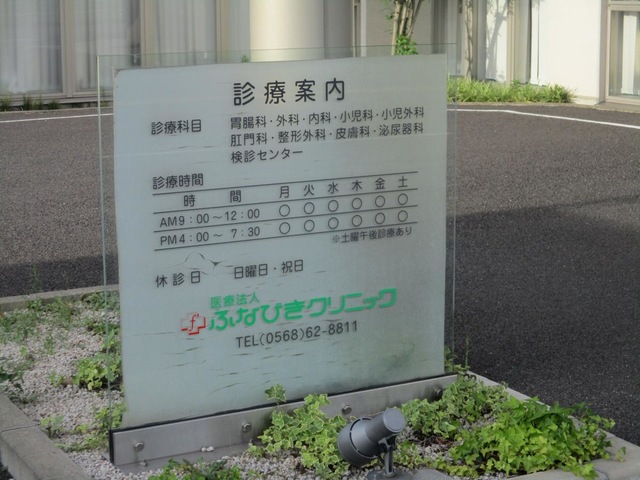 診療案内
診療科目 胃腸科・外科・内科・小児科・小児外科
肛門科・整形外科・皮膚科・泌尿器科
検診センター
診療時間
時 間 月 火 水 木 金 土
AM9：00〜12：00 ○ ○ ○ ○ ○ ○
PM4：00〜 7：30 ○ ○ ○ ○ ○ ○
※土曜午後診療あり
休診日 日曜日・祝日
医療法人
ふなびきクリニック
TEL(0568)62-8811